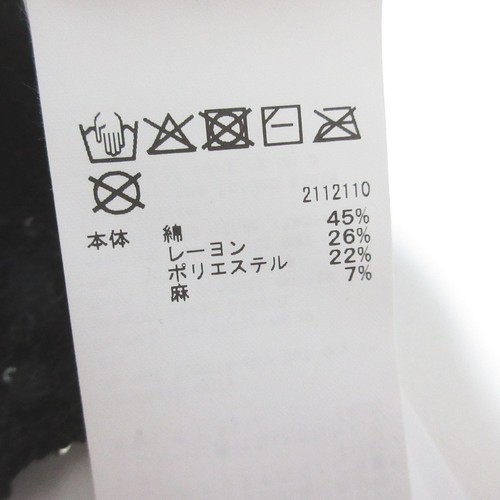 2112110
本体 綿 45%
レーヨン 26%
ポリエステル 22%
麻 7%